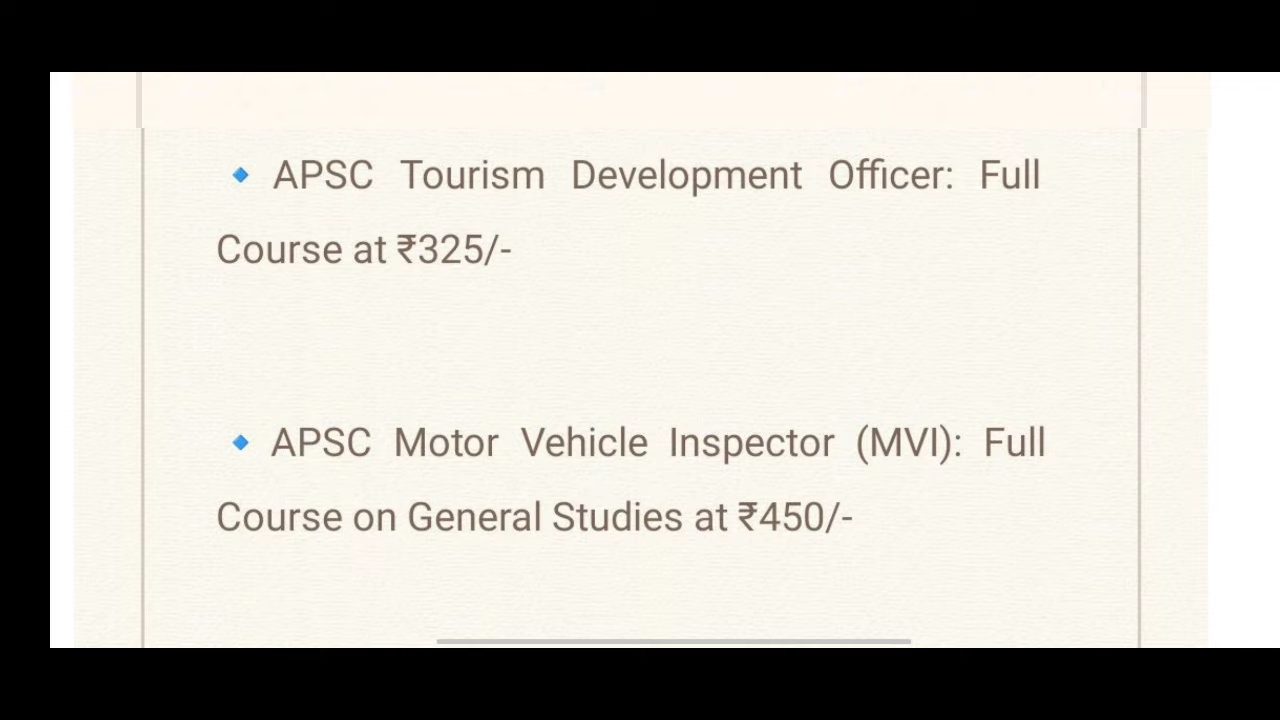 🔹 APSC Tourism Development Officer: Full
Course at ₹325/-
🔹 APSC Motor Vehicle Inspector (MVI): Full
Course on General Studies at ₹450/-